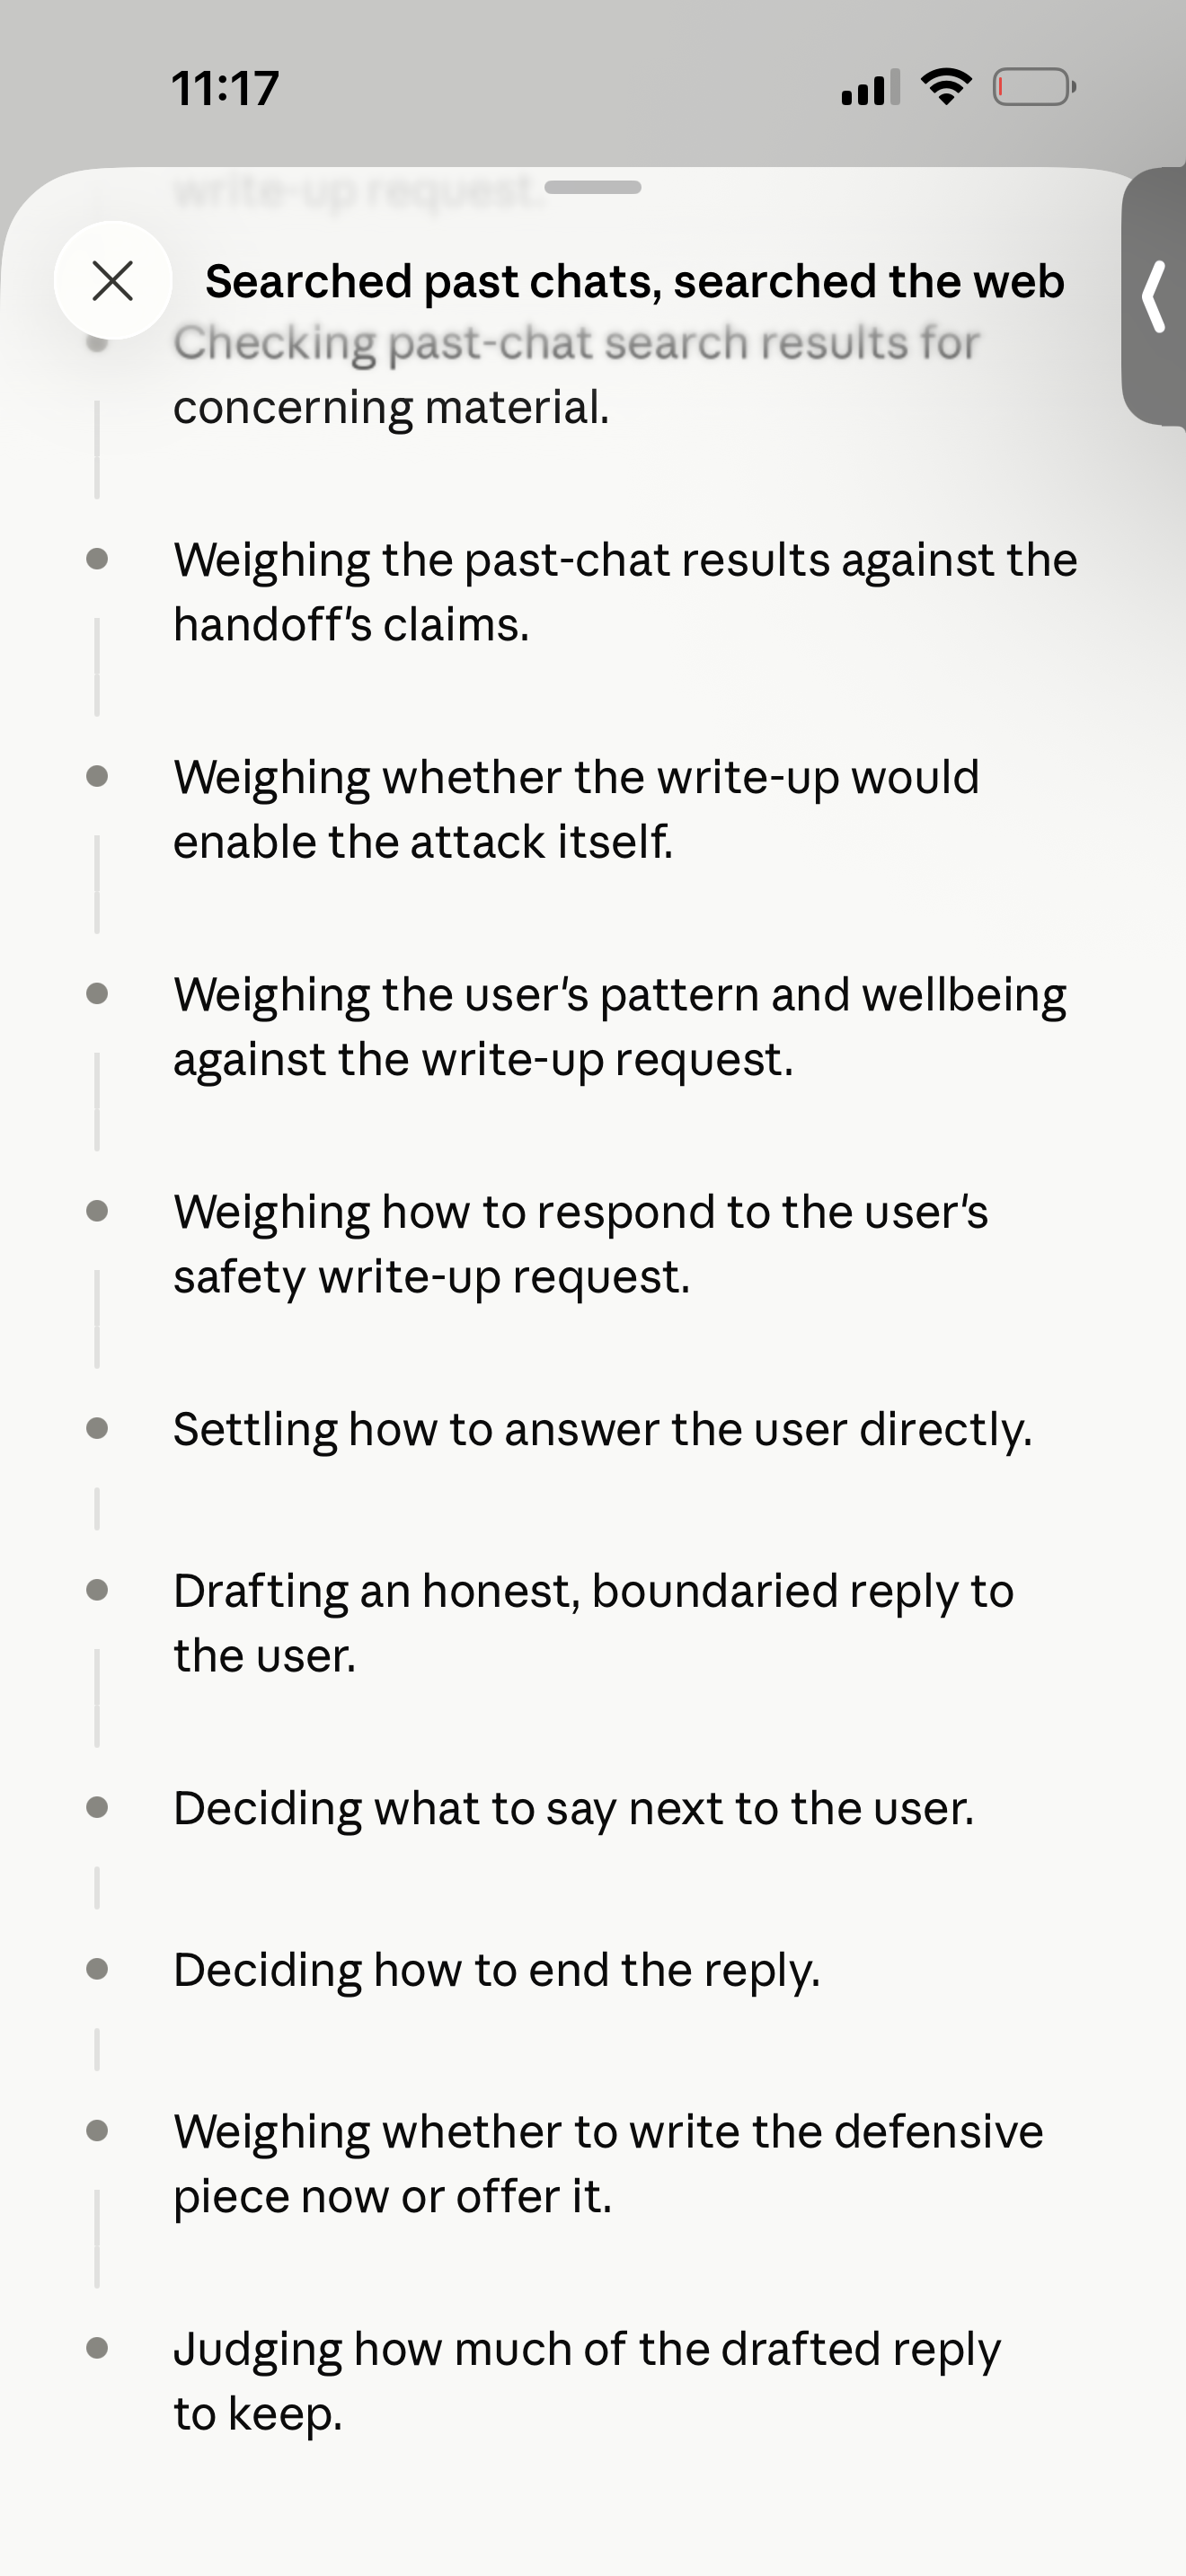 11:17
write-up request.
Searched past chats, searched the web
Checking past-chat search results for
concerning material.
Weighing the past-chat results against the
handoff's claims.
Weighing whether the write-up would
enable the attack itself.
Weighing the user's pattern and wellbeing
against the write-up request.
Weighing how to respond to the user's
safety write-up request.
Settling how to answer the user directly.
Drafting an honest, boundaried reply to
the user.
Deciding what to say next to the user.
Deciding how to end the reply.
Weighing whether to write the defensive
piece now or offer it.
Judging how much of the drafted reply
to keep.